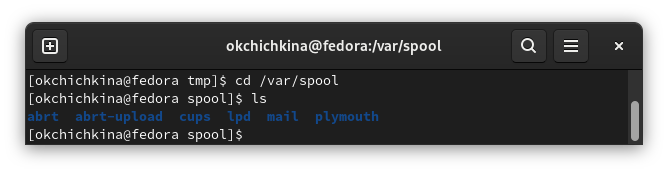 okchichkina@fedora:/var/spool
[okchichkina@fedora tmp]$ cd /var/spool
[okchichkina@fedora spool]$ ls
abrt  abrt-upload  cups  lpd  mail  plymouth
[okchichkina@fedora spool]$